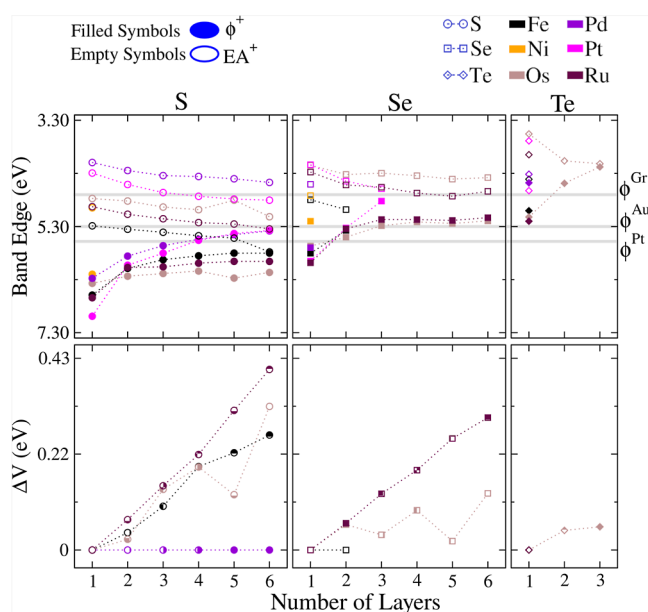 Filled Symbols ϕ+
Empty Symbols EA+
S Fe Pd
Se Ni Pt
Te Os Ru
S Se Te
3.30
5.30
7.30
Band Edge (eV)
ϕGr
ϕAu
ϕPt
0.43
0.22
0
ΔV (eV)
1 2 3 4 5 6 1 2 3 4 5 6 1 2 3
Number of Layers